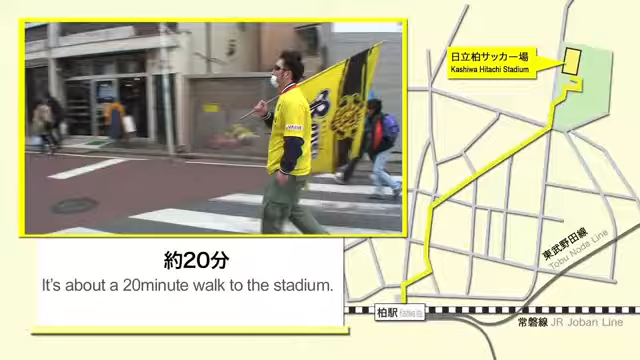 日立柏サッカー場
Kashiwa Hitachi Stadium
約20分
It's about a 20minute walk to the stadium.
東武野田線
Tobu Noda Line
柏駅
常磐線 JR Joban Line